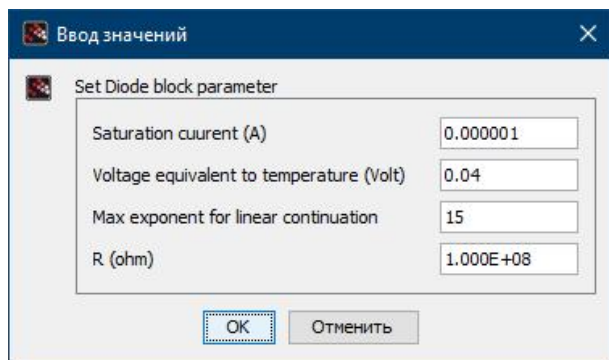 Ввод значений
Set Diode block parameter
Saturation cuurent (A) 0.000001
Voltage equivalent to temperature (Volt) 0.04
Max exponent for linear continuation 15
R (ohm) 1.000E+08
OK Отменить